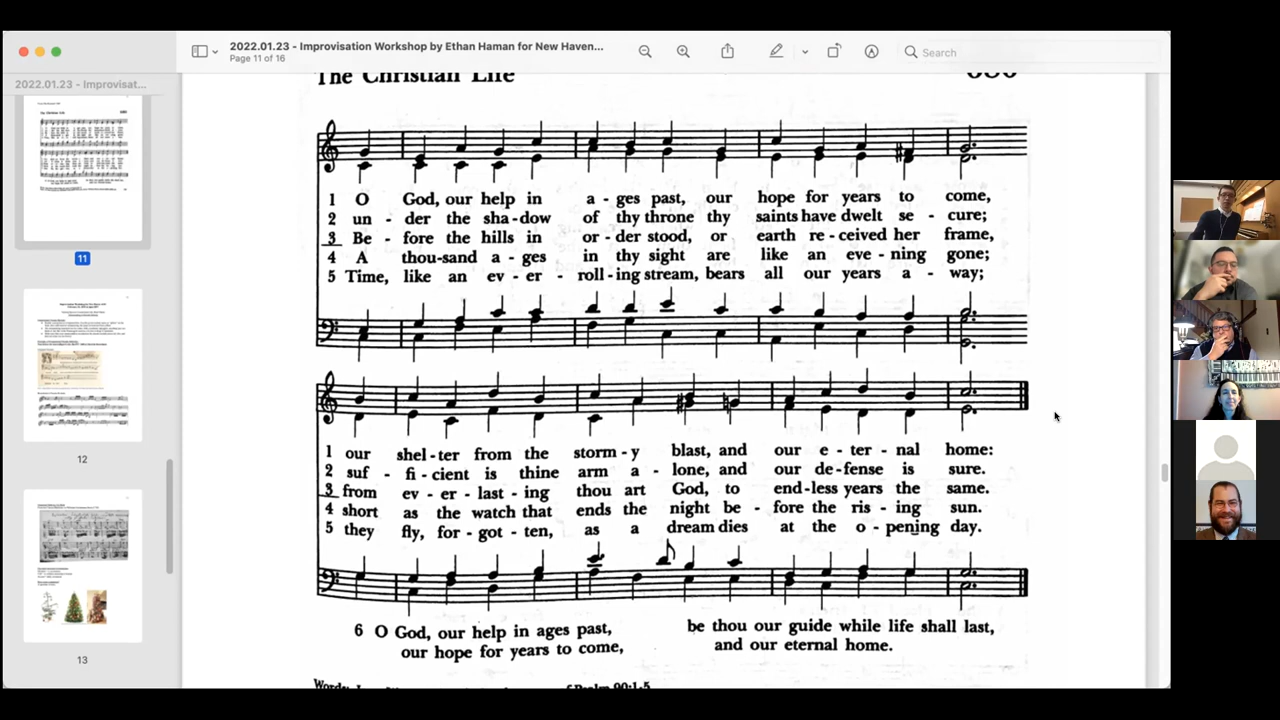 2022.01.23 - Improvisation Workshop by Ethan Haman for New Haven...
Page 11 of 16
Search
2022.01.23 - Improvisat...
11
12
13
The Christian Life
680
1 O God, our help in a - ges past, our hope for years to come,
2 un - der the sha - dow of thy throne thy saints have dwelt se - cure;
3 Be - fore the hills in or - der stood, or earth re - ceived her frame,
4 A thou - sand a - ges in thy sight are like an eve - ning gone;
5 Time, like an ev - er - roll - ing stream, bears all our years a - way;
1 our shel - ter from the storm - y blast, and our e - ter - nal home:
2 suf - fi - cient is thine arm a - lone, and our de - fense is sure.
3 from ev - er - last - ing thou art God, to end - less years the same.
4 short as the watch that ends the night be - fore the ris - ing sun.
5 they fly, for - got - ten, as a dream dies at the o - pening day.
6 O God, our help in ages past, be thou our guide while life shall last,
our hope for years to come, and our eternal home.
of Psalm 90:1-5